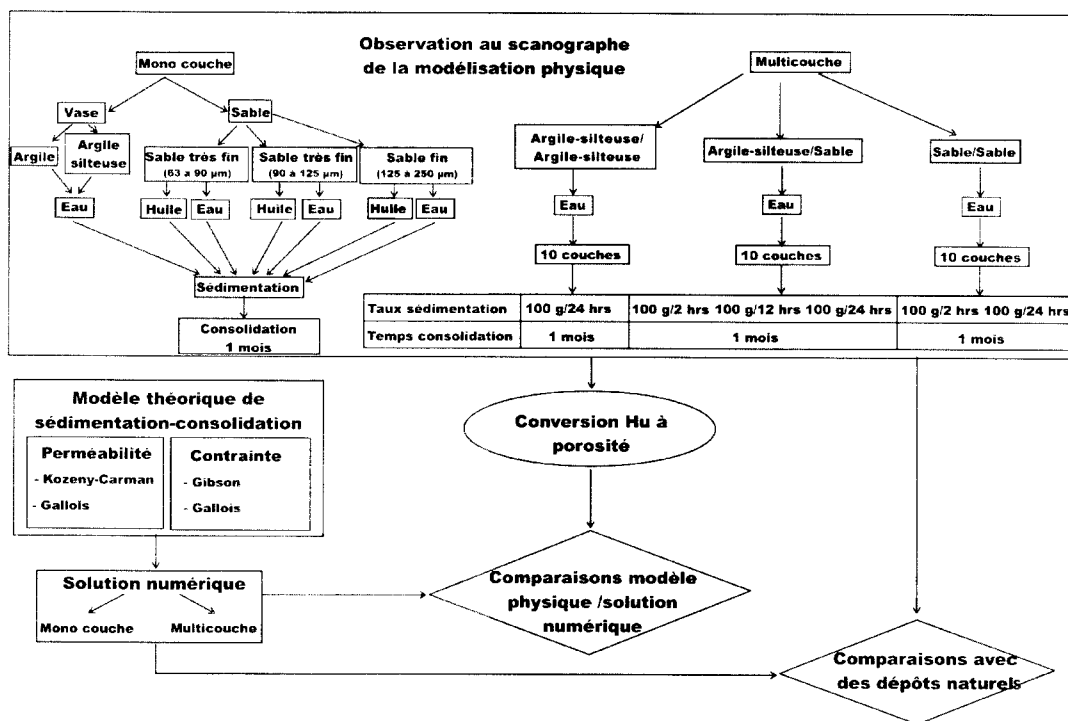 Observation au scanographe
de la modélisation physique
Mono couche
Vase
Sable
Argile
Argile
silteuse
Sable très fin
(63 à 90 µm)
Sable très fin
(90 à 125 µm)
Sable fin
(125 à 250 µm)
Eau
Huile
Eau
Huile
Eau
Huile
Eau
Sédimentation
Consolidation
1 mois
Multicouche
Argile-silteuse/
Argile-silteuse
Argile-silteuse/Sable
Sable/Sable
Eau
Eau
Eau
10 couches
10 couches
10 couches
Taux sédimentation 100 g/24 hrs 100 g/2 hrs 100 g/12 hrs 100 g/24 hrs 100 g/2 hrs 100 g/24 hrs
Temps consolidation 1 mois 1 mois 1 mois
Modèle théorique de
sédimentation-consolidation
Perméabilité
- Kozeny-Carman
- Gallois
Contrainte
- Gibson
- Gallois
Solution numérique
Mono couche Multicouche
Conversion Hu à
porosité
Comparaisons modèle
physique /solution
numérique
Comparaisons avec
des dépôts naturels